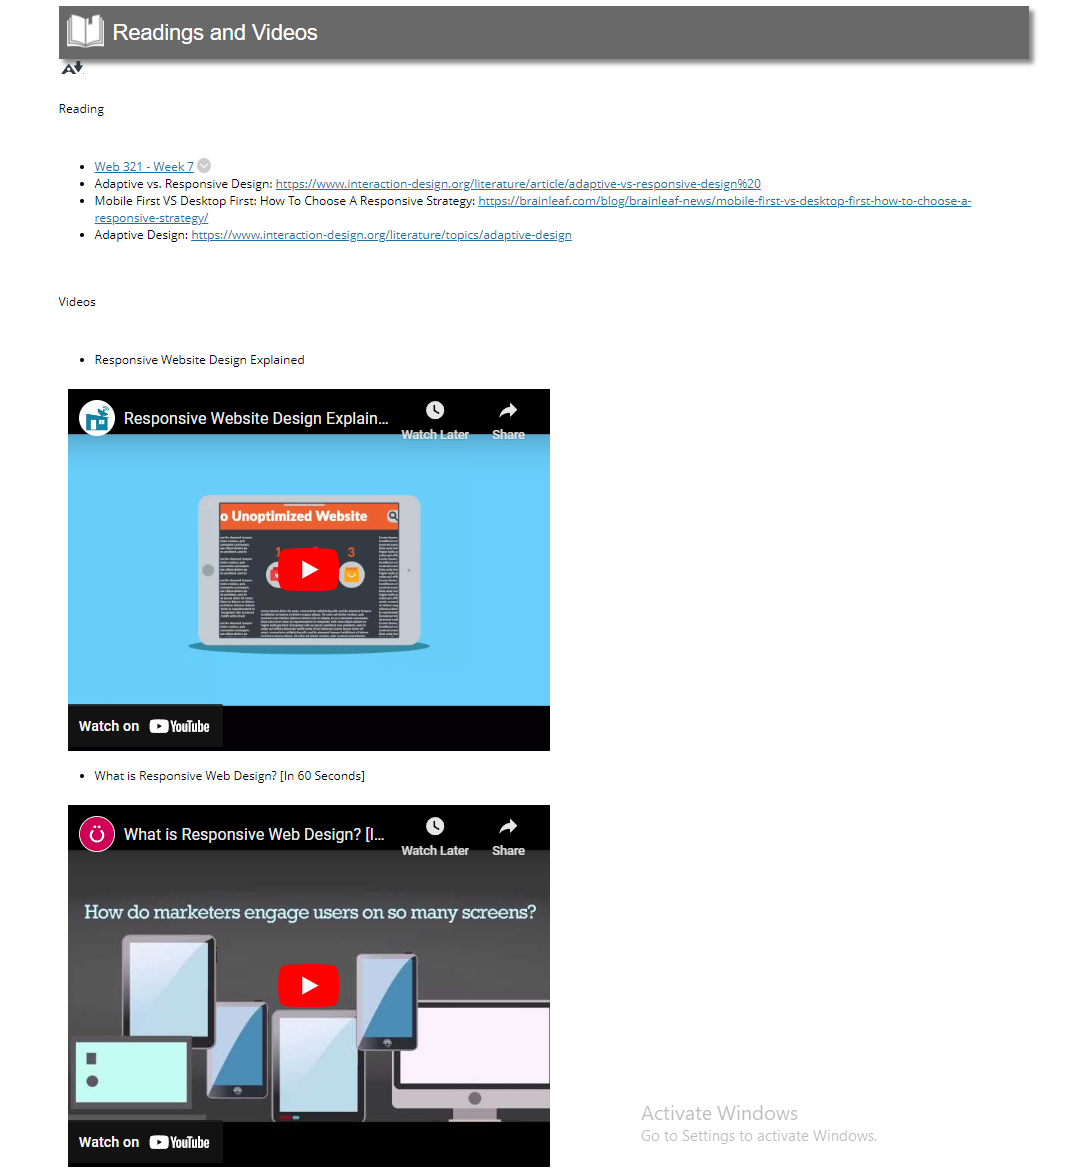 Readings and Videos
A
Reading
Web 321 - Week 7
Adaptive vs. Responsive Design: https://www.interaction-design.org/literature/article/adaptive-vs-responsive-design%20
Mobile First VS Desktop First: How To Choose A Responsive Strategy: https://brainleaf.com/blog/brainleaf-news/mobile-first-vs-desktop-first-how-to-choose-a-
responsive-strategy/
Adaptive Design: https://www.interaction-design.org/literature/topics/adaptive-design
Videos
Responsive Website Design Explained
Responsive Website Design Explain...
Watch Later
Share
o Unoptimized Website
1
3
Watch on YouTube
What is Responsive Web Design? [In 60 Seconds]
What is Responsive Web Design? [I...
Watch Later
Share
How do marketers engage users on so many screens?
Watch on YouTube
Activate Windows
Go to Settings to activate Windows.